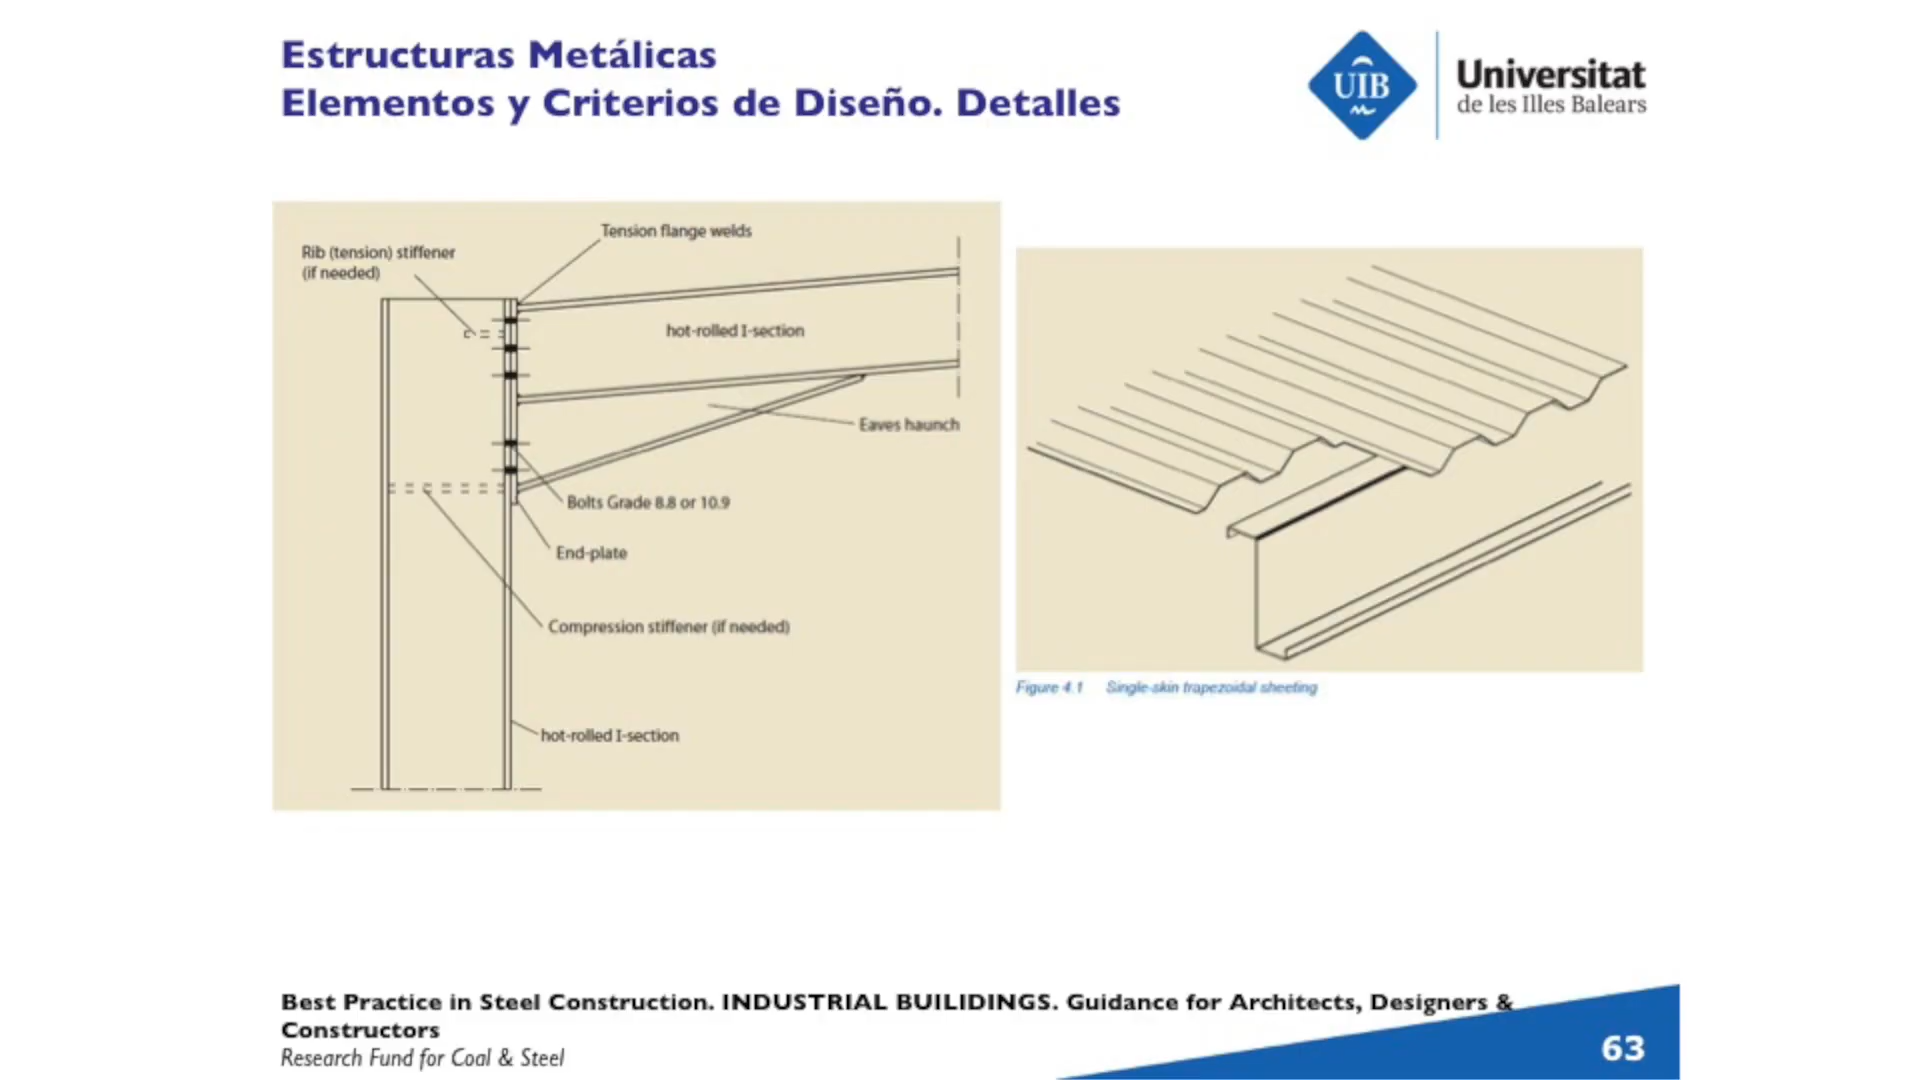 Estructuras Metálicas
Elementos y Criterios de Diseño. Detalles
UIB
Universitat
de les Illes Balears
Tension flange welds
Rib (tension) stiffener
(if needed)
hot-rolled I-section
Eaves haunch
Bolts Grade 8.8 or 10.9
End-plate
Compression stiffener (if needed)
hot-rolled I-section
Figure 4.1 Single-skin trapezoidal sheeting
Best Practice in Steel Construction. INDUSTRIAL BUILIDINGS. Guidance for Architects, Designers &
Constructors
Research Fund for Coal & Steel
63